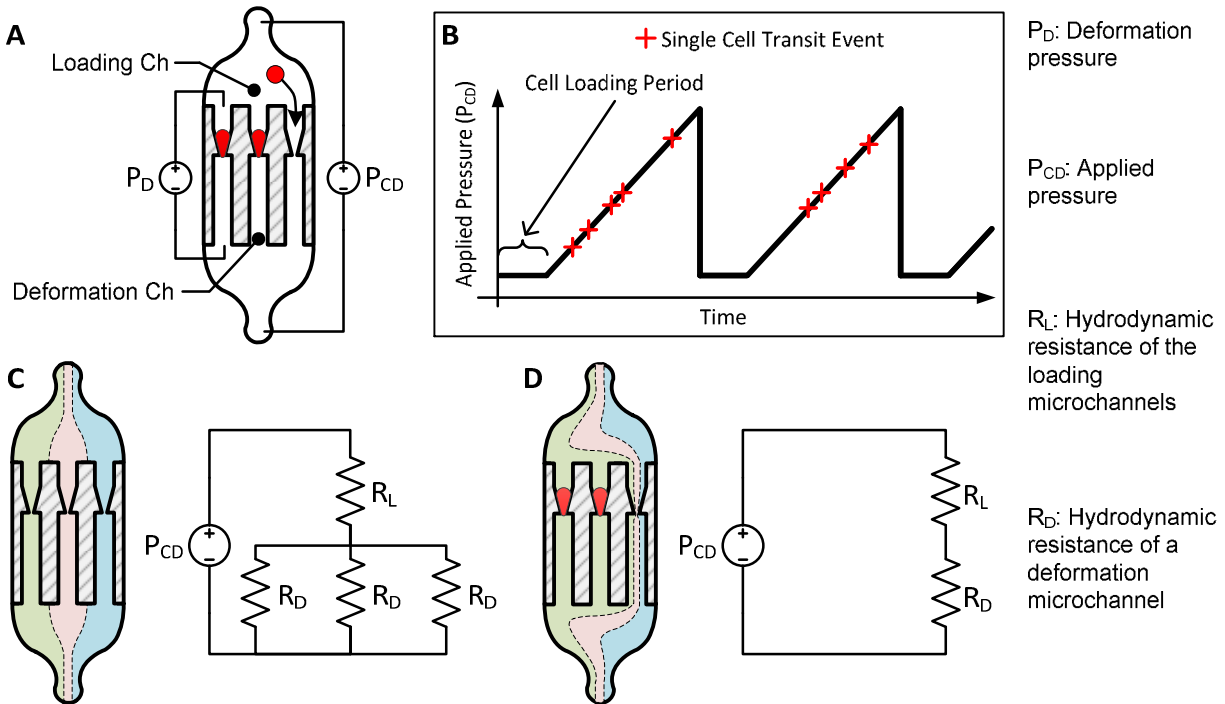 A
Loading Ch
P_D
P_CD
Deformation Ch
B
Single Cell Transit Event
Cell Loading Period
Applied Pressure (P_CD)
Time
P_D: Deformation
pressure
P_CD: Applied
pressure
R_L: Hydrodynamic
resistance of the
loading
microchannels
R_D: Hydrodynamic
resistance of a
deformation
microchannel
C
P_CD
R_L
R_D
R_D
R_D
D
P_CD
R_L
R_D